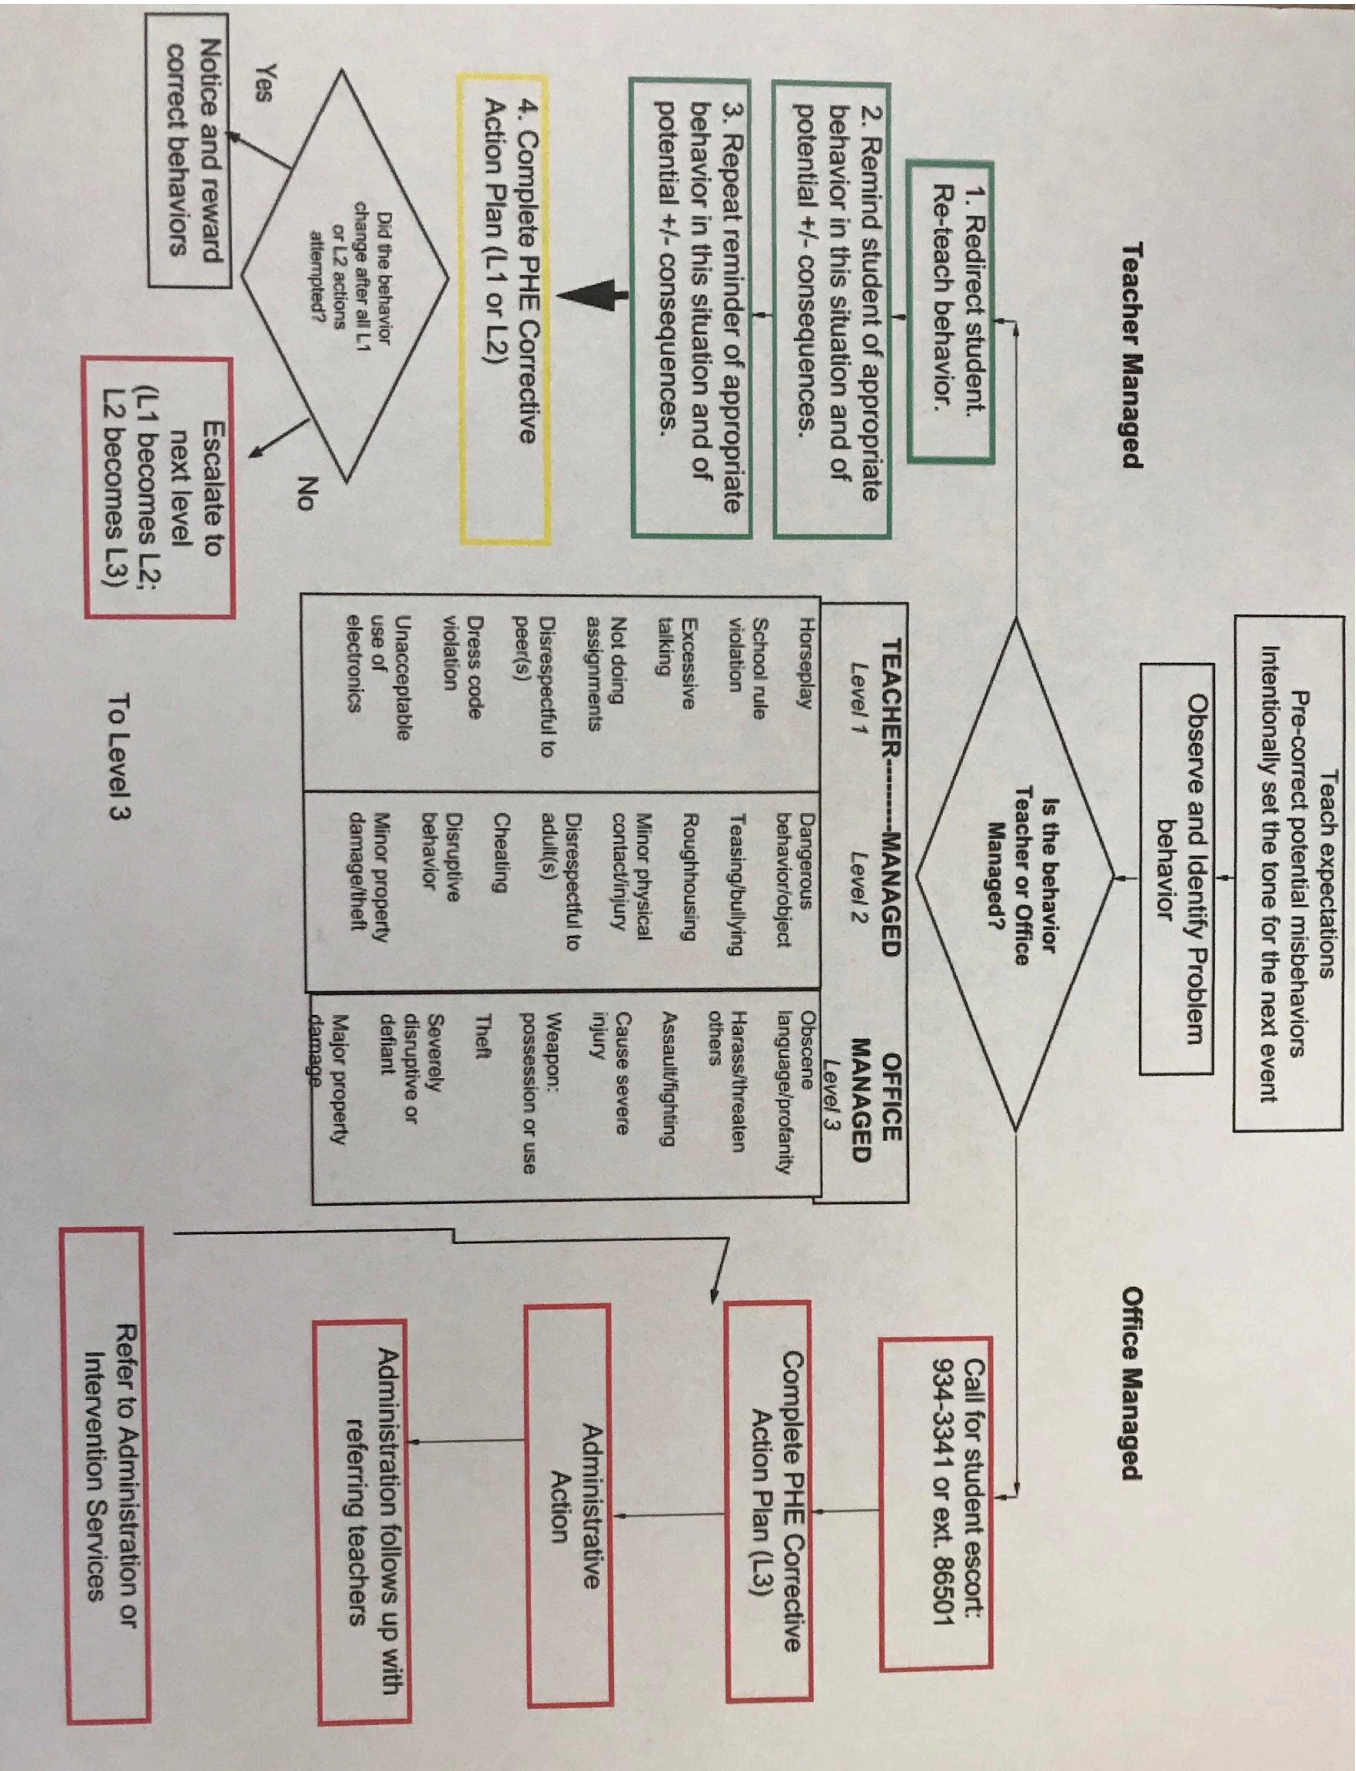 Teach expectations
Pre-correct potential misbehaviors
Intentionally set the tone for the next event
Observe and Identify Problem
behavior
Teacher Managed
Office Managed
Is the behavior
Teacher or Office
Managed?
1. Redirect student.
Re-teach behavior.
2. Remind student of appropriate
behavior in this situation and of
potential +/- consequences.
3. Repeat reminder of appropriate
behavior in this situation and of
potential +/- consequences.
4. Complete PHE Corrective
Action Plan (L1 or L2)
Did the behavior
change after all L1
or L2 actions
attempted?
Yes
No
Notice and reward
correct behaviors
Escalate to
next level
(L1 becomes L2;
L2 becomes L3)
To Level 3
TEACHER---------MANAGED
Level 1
Level 2
OFFICE
MANAGED
Level 3
Horseplay
School rule
violation
Excessive
talking
Not doing
assignments
Disrespectful to
peer(s)
Dress code
violation
Unacceptable
use of
electronics
Dangerous
behavior/object
Teasing/bullying
Roughhousing
Minor physical
contact/injury
Disrespectful to
adult(s)
Cheating
Disruptive
behavior
Minor property
damage/theft
Obscene
language/profanity
Harass/threaten
others
Assault/fighting
Cause severe
injury
Weapon:
possession or use
Theft
Severely
disruptive or
defiant
Major property
damage
Call for student escort:
934-3341 or ext. 86501
Complete PHE Corrective
Action Plan (L3)
Administrative
Action
Administration follows up with
referring teachers
Refer to Administration or
Intervention Services